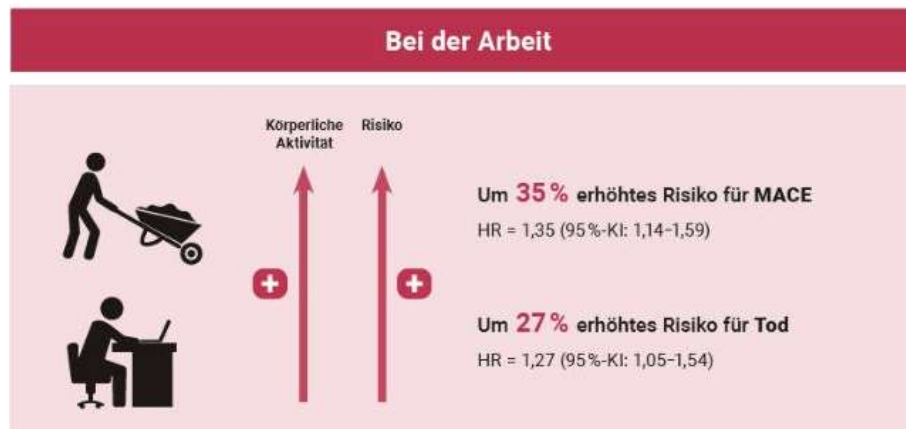 Bei der Arbeit
Körperliche
Aktivität
Risiko
Um 35% erhöhtes Risiko für MACE
HR = 1,35 (95%-KI: 1,14–1,59)
Um 27% erhöhtes Risiko für Tod
HR = 1,27 (95%-KI: 1,05–1,54)